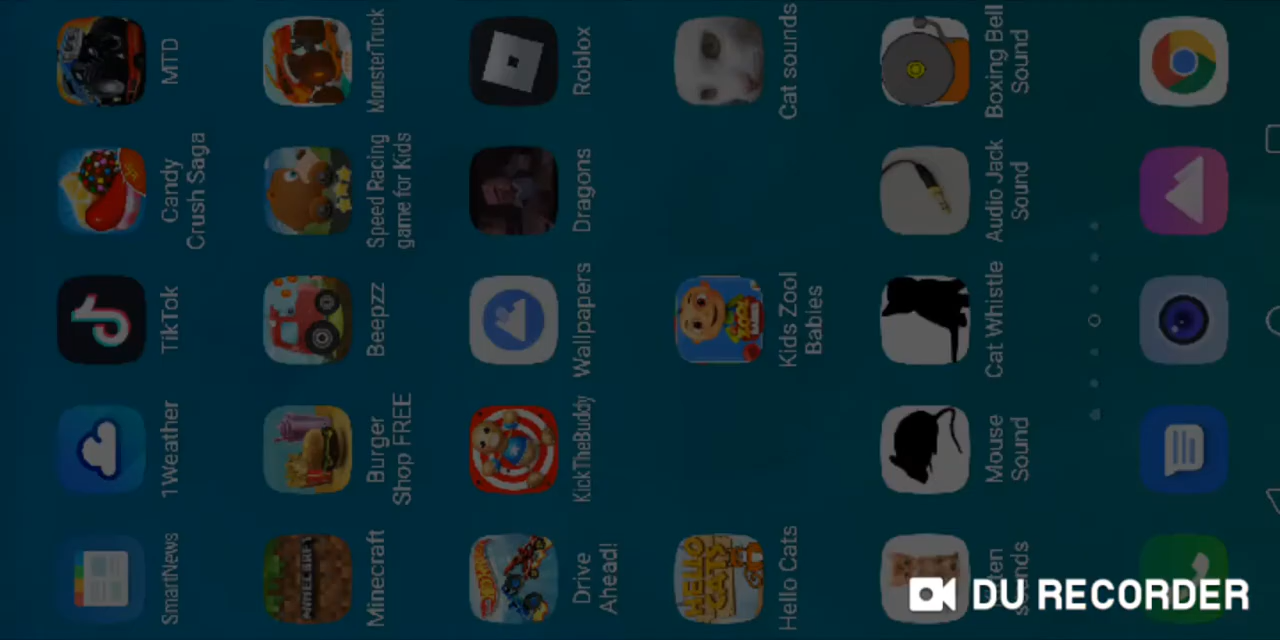 SmartNews
1Weather
TikTok
Candy
Crush Saga
MTD
Minecraft
Burger
Shop FREE
Beepzz
Speed Racing
game for Kids
MonsterTruck
Drive
Ahead!
KickTheBuddy
Wallpapers
Dragons
Roblox
HELLO
CATS
Hello Cats
Kids Zool
Babies
Cat sounds
Mouse
Sound
Cat Whistle
Audio Jack
Sound
Boxing Bell
Sound
DU RECORDER